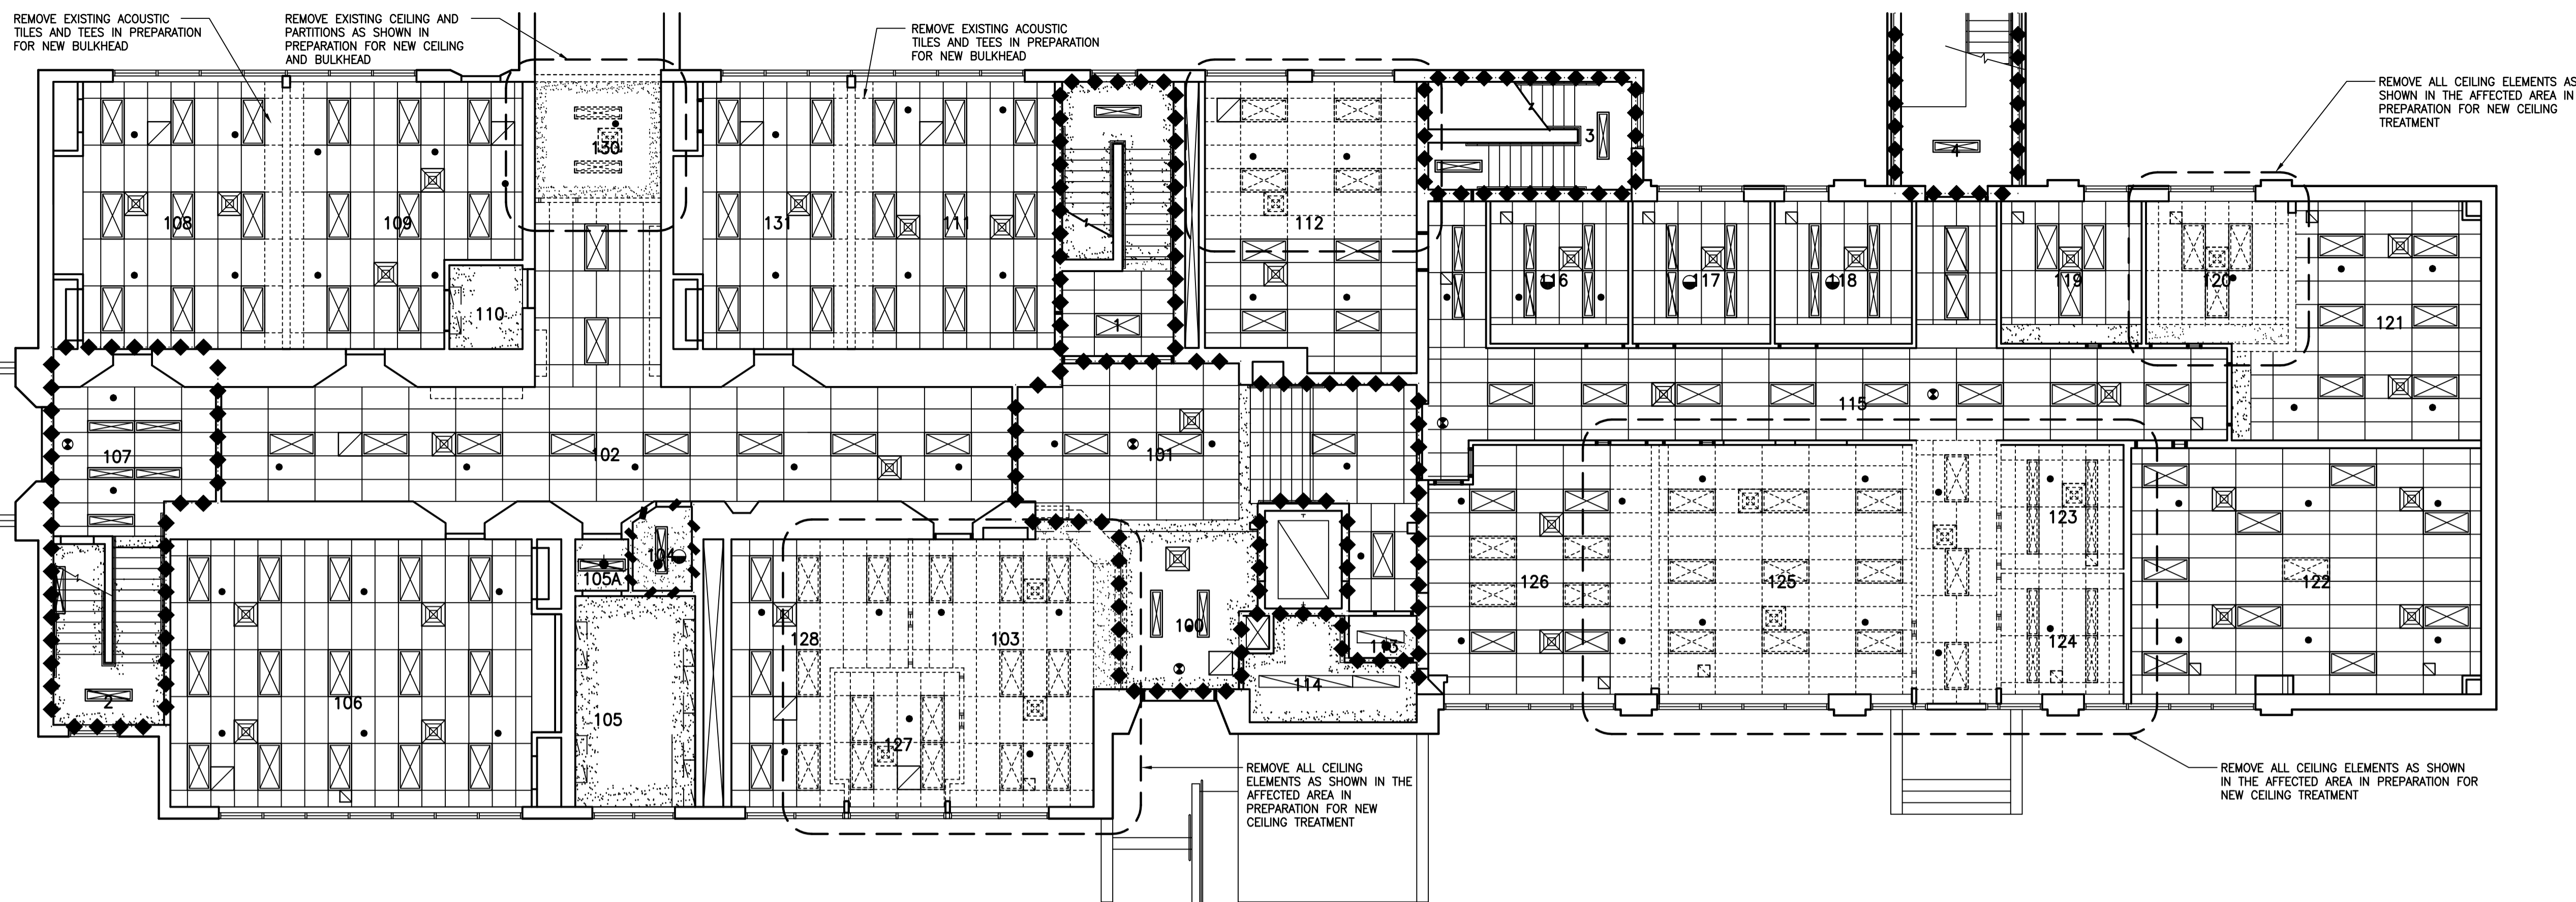 REMOVE EXISTING ACOUSTIC
TILES AND TEES IN PREPARATION
FOR NEW BULKHEAD
REMOVE EXISTING CEILING AND
PARTITIONS AS SHOWN IN
PREPARATION FOR NEW CEILING
AND BULKHEAD
REMOVE EXISTING ACOUSTIC
TILES AND TEES IN PREPARATION
FOR NEW BULKHEAD
REMOVE ALL CEILING ELEMENTS AS
SHOWN IN THE AFFECTED AREA IN
PREPARATION FOR NEW CEILING
TREATMENT
130
3
4
108
109
131
111
112
116
117
118
119
120
110
1
121
115
107
102
101
123
105A
104
126
125
122
128
103
100
113
124
114
2
106
105
127
REMOVE ALL CEILING
ELEMENTS AS SHOWN IN THE
AFFECTED AREA IN
PREPARATION FOR NEW
CEILING TREATMENT
REMOVE ALL CEILING ELEMENTS AS SHOWN
IN THE AFFECTED AREA IN PREPARATION FOR
NEW CEILING TREATMENT